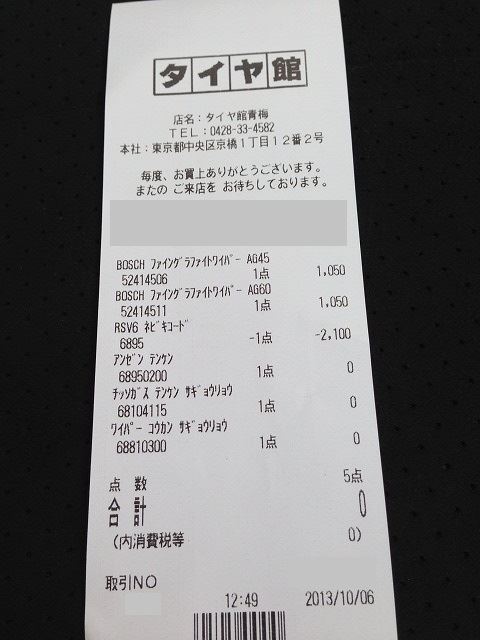 タイヤ館
店名：タイヤ館青梅
TEL：0428-33-4582
本社：東京都中央区京橋1丁目12番2号
毎度、お買上ありがとうございます。
またの ご来店を お待ちしております。
BOSCH ﾌｧｲﾝｸﾞﾗﾌｧｲﾄﾜｲﾊﾟｰ AG45
52414506 1点 1,050
BOSCH ﾌｧｲﾝｸﾞﾗﾌｧｲﾄﾜｲﾊﾟｰ AG60
52414511 1点 1,050
RSV6 ﾈﾋﾞｷｺｰﾄﾞ
6895 -1点 -2,100
ｱﾝｾﾞﾝ ﾃﾝｹﾝ
68950200 1点 0
ﾁｯｿｶﾞｽ ﾃﾝｹﾝ ｻｷﾞｮｳﾘｮｳ
68104115 1点 0
ﾜｲﾊﾟｰ ｺｳｶﾝ ｻｷﾞｮｳﾘｮｳ
68810300 1点 0
点 数 5点
合 計 0
(内消費税等 0)
取引NO
12:49 2013/10/06